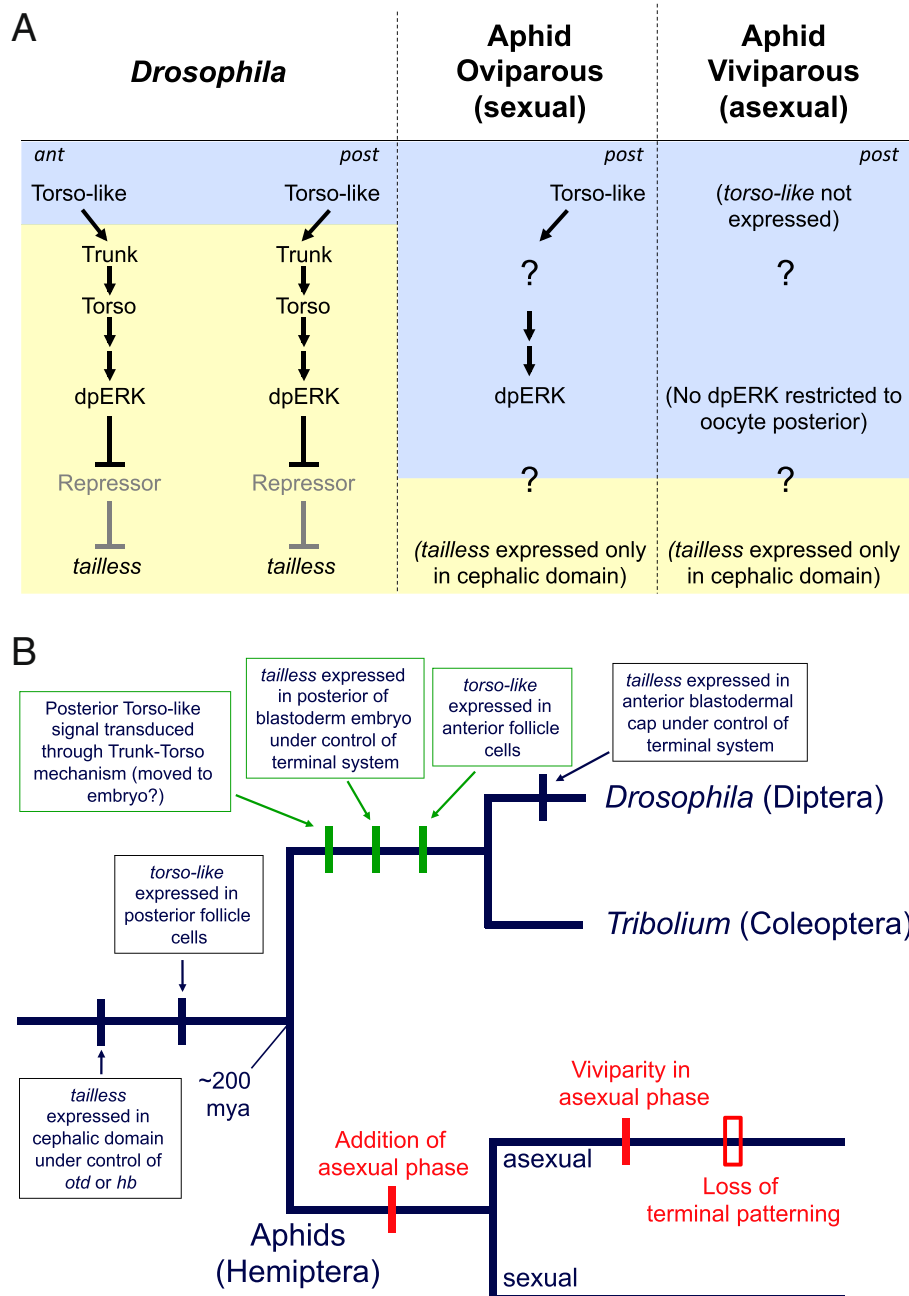 A
Drosophila
Aphid
Oviparous
(sexual)
Aphid
Viviparous
(asexual)
ant
post
post
post
Torso-like
Torso-like
Torso-like
(torso-like not
expressed)
Trunk
Trunk
?
?
Torso
Torso
dpERK
dpERK
dpERK
(No dpERK restricted to
oocyte posterior)
Repressor
Repressor
?
?
tailless
tailless
(tailless expressed only
in cephalic domain)
(tailless expressed only
in cephalic domain)
B
Posterior Torso-like
signal transduced
through Trunk-Torso
mechanism (moved to
embryo?)
tailless expressed
in posterior of
blastoderm embryo
under control of
terminal system
torso-like
expressed in
anterior follicle
cells
tailless expressed in
anterior blastodermal
cap under control of
terminal system
Drosophila (Diptera)
torso-like
expressed in
posterior follicle
cells
Tribolium (Coleoptera)
~200
mya
tailless
expressed in
cephalic domain
under control of
otd or hb
Addition of
asexual phase
Viviparity in
asexual phase
asexual
Loss of
terminal patterning
Aphids
(Hemiptera)
sexual